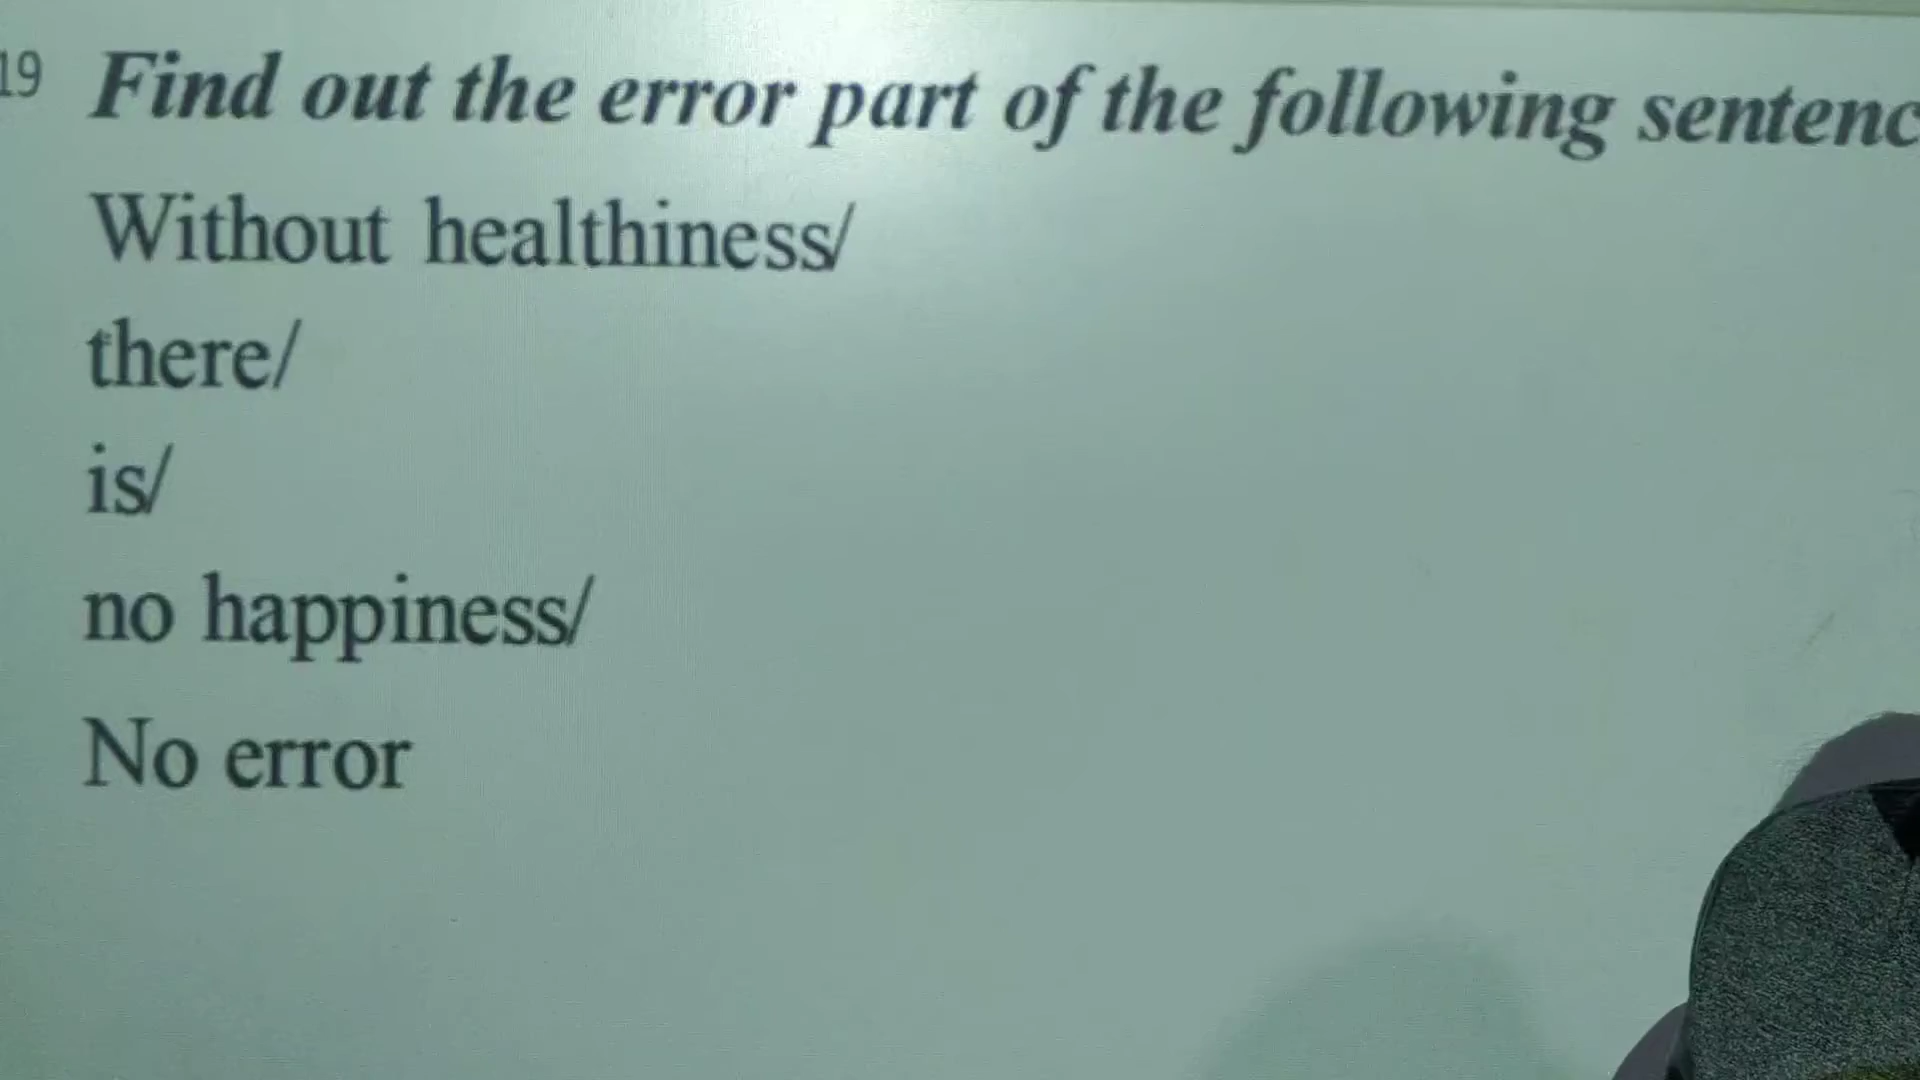 19 Find out the error part of the following sentenc
Without healthiness/
there/
is/
no happiness/
No error